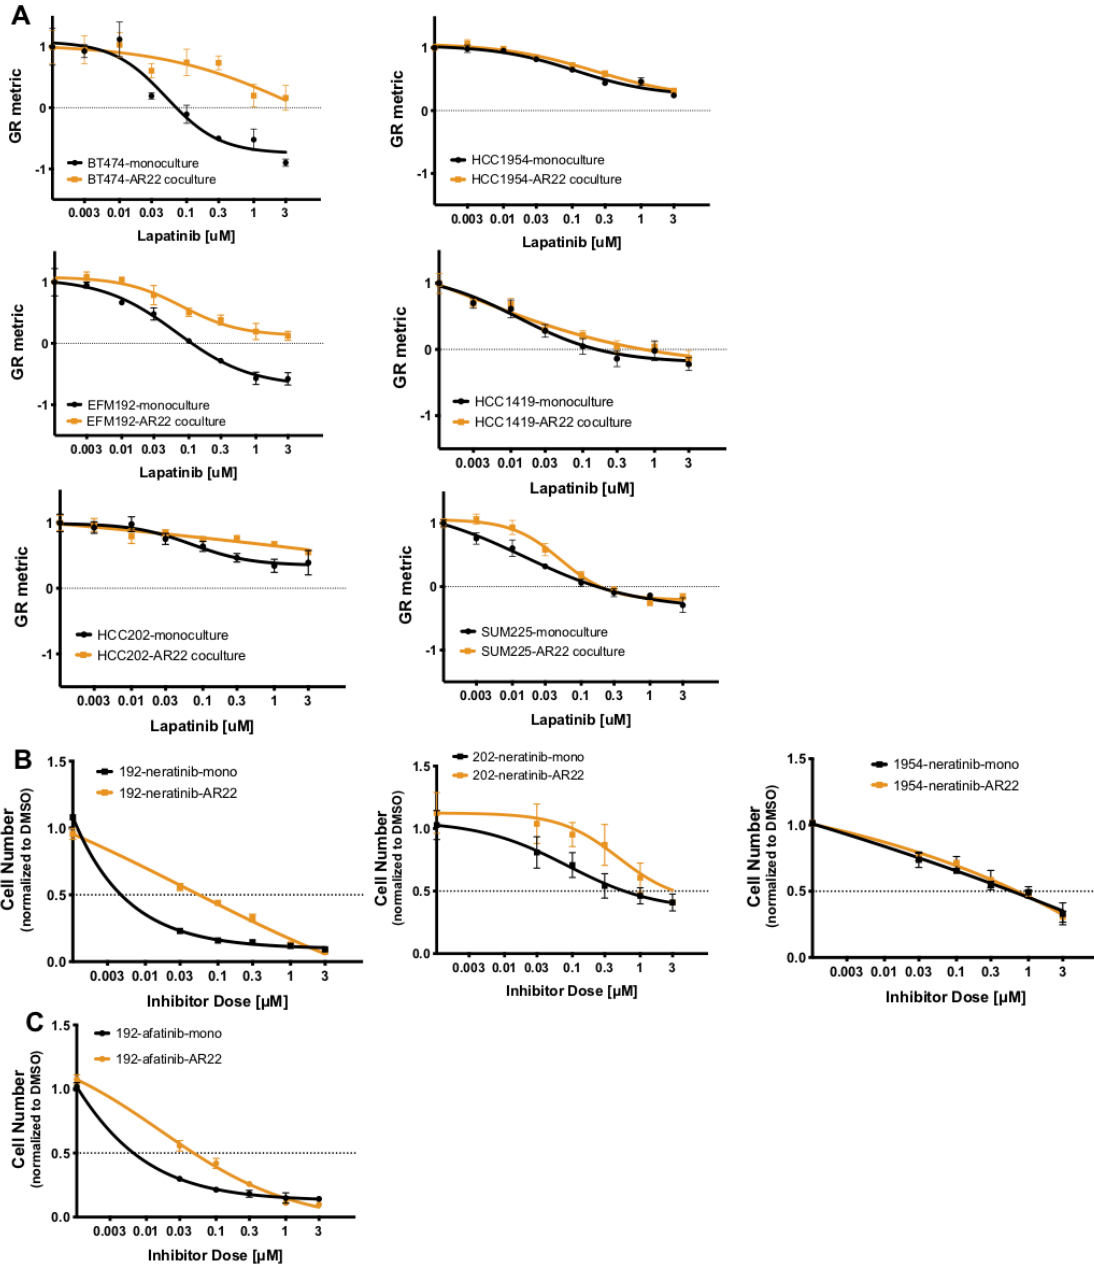 A
GR metric
1
0
-1
BT474-monoculture
BT474-AR22 coculture
0.003 0.01 0.03 0.1 0.3 1 3
Lapatinib [uM]
GR metric
1
0
-1
HCC1954-monoculture
HCC1954-AR22 coculture
0.003 0.01 0.03 0.1 0.3 1 3
Lapatinib [uM]
GR metric
1
0
-1
EFM192-monoculture
EFM192-AR22 coculture
0.003 0.01 0.03 0.1 0.3 1 3
Lapatinib [uM]
GR metric
1
0
-1
HCC1419-monoculture
HCC1419-AR22 coculture
0.003 0.01 0.03 0.1 0.3 1 3
Lapatinib [uM]
GR metric
1
0
-1
HCC202-monoculture
HCC202-AR22 coculture
0.003 0.01 0.03 0.1 0.3 1 3
Lapatinib [uM]
GR metric
1
0
-1
SUM225-monoculture
SUM225-AR22 coculture
0.003 0.01 0.03 0.1 0.3 1 3
Lapatinib [uM]
B
Cell Number
(normalized to DMSO)
1.5
1.0
0.5
0.0
192-neratinib-mono
192-neratinib-AR22
0.003 0.01 0.03 0.1 0.3 1 3
Inhibitor Dose [µM]
Cell Number
(normalized to DMSO)
1.5
1.0
0.5
0.0
202-neratinib-mono
202-neratinib-AR22
0.003 0.01 0.03 0.1 0.3 1 3
Inhibitor Dose [µM]
Cell Number
(normalized to DMSO)
1.5
1.0
0.5
0.0
1954-neratinib-mono
1954-neratinib-AR22
0.003 0.01 0.03 0.1 0.3 1 3
Inhibitor Dose [µM]
C
Cell Number
(normalized to DMSO)
1.5
1.0
0.5
0.0
192-afatinib-mono
192-afatinib-AR22
0.003 0.01 0.03 0.1 0.3 1 3
Inhibitor Dose [µM]